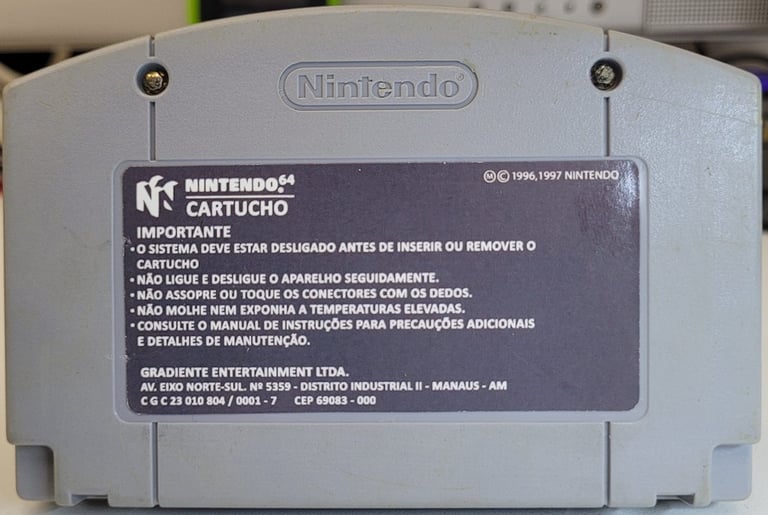 Nintendo®
NINTENDO.64
CARTUCHO
Ⓜ©1996,1997 NINTENDO
IMPORTANTE
• O SISTEMA DEVE ESTAR DESLIGADO ANTES DE INSERIR OU REMOVER O
CARTUCHO
• NÃO LIGUE E DESLIGUE O APARELHO SEGUIDAMENTE.
• NÃO ASSOPRE OU TOQUE OS CONECTORES COM OS DEDOS.
• NÃO MOLHE NEM EXPONHA A TEMPERATURAS ELEVADAS.
• CONSULTE O MANUAL DE INSTRUÇÕES PARA PRECAUÇÕES ADICIONAIS
E DETALHES DE MANUTENÇÃO.
GRADIENTE ENTERTAINMENT LTDA.
AV. EIXO NORTE-SUL. Nº 5359 - DISTRITO INDUSTRIAL II - MANAUS - AM
C G C 23 010 804 / 0001 - 7 CEP 69083 - 000